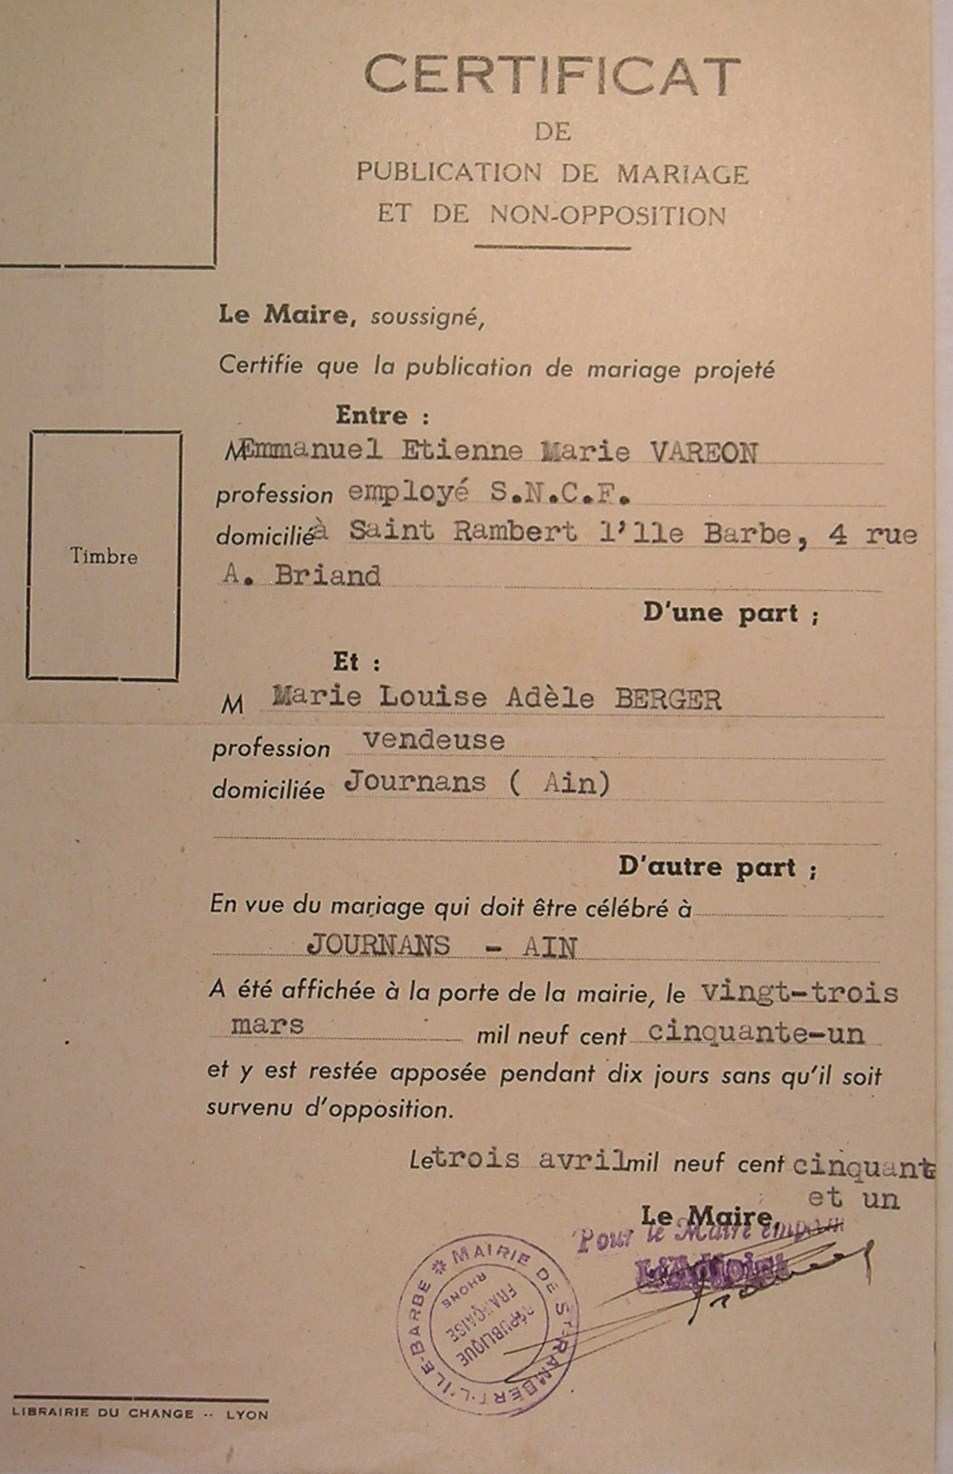 CERTIFICAT
DE
PUBLICATION DE MARIAGE
ET DE NON-OPPOSITION
Le Maire, soussigné,
Certifie que la publication de mariage projeté
Entre :
M Emmanuel Etienne Marie VAREON
profession employé S.N.C.F.
domicilié à Saint Rambert l'lle Barbe, 4 rue
A. Briand
Timbre
D'une part ;
Et :
M Marie Louise Adèle BERGER
profession vendeuse
domiciliée Journans ( Ain)
D'autre part ;
En vue du mariage qui doit être célébré à
JOURNANS - AIN
A été affichée à la porte de la mairie, le vingt-trois
mars mil neuf cent cinquante-un
et y est restée apposée pendant dix jours sans qu'il soit
survenu d'opposition.
Le trois avril mil neuf cent cinquante
et un
Le Maire,
Pour le Maire empêché
L'Adjoint
MAIRIE DE St RAMBERT-L'ILE-BARBE
RHONE
RÉPUBLIQUE
FRANÇAISE
LIBRAIRIE DU CHANGE -- LYON